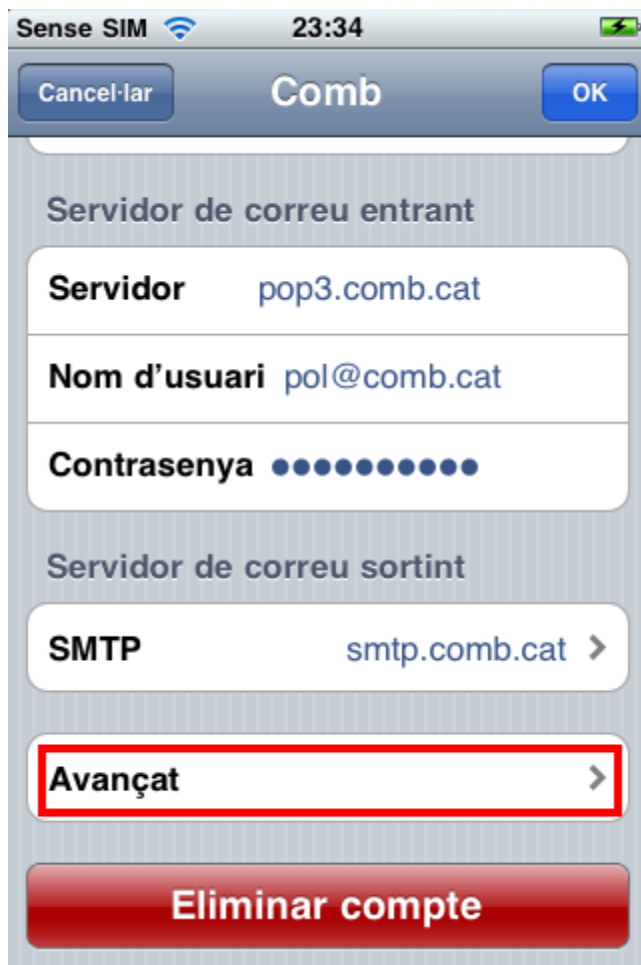 Sense SIM 23:34
Cancel·lar Comb OK
Servidor de correu entrant
Servidor pop3.comb.cat
Nom d’usuari pol@comb.cat
Contrasenya ●●●●●●●●●●
Servidor de correu sortint
SMTP smtp.comb.cat
Avançat
Eliminar compte